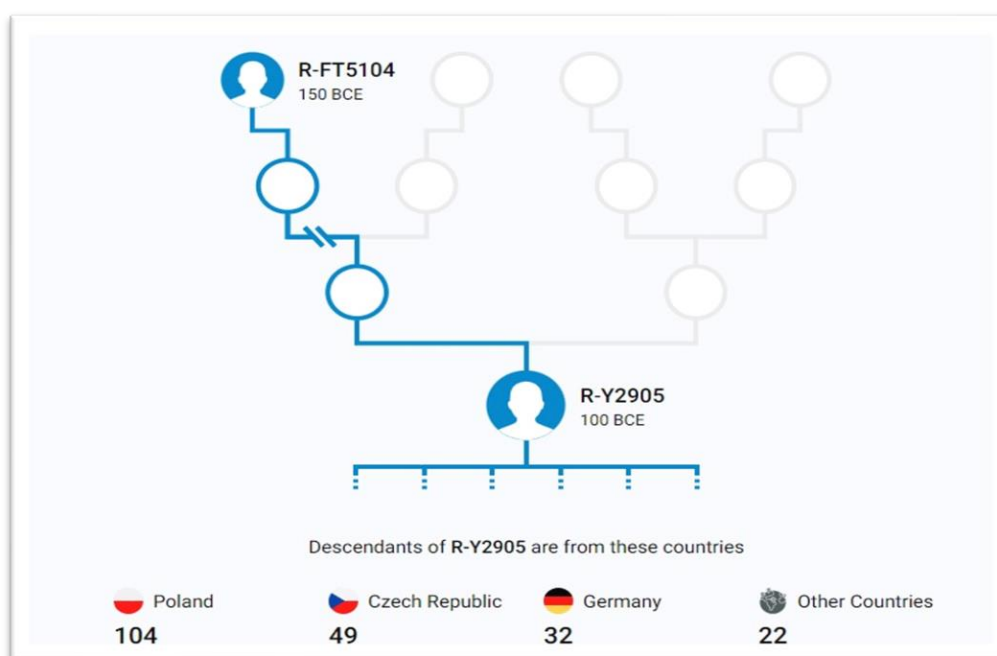 R-FT5104
150 BCE
R-Y2905
100 BCE
Descendants of R-Y2905 are from these countries
Poland
104
Czech Republic
49
Germany
32
Other Countries
22